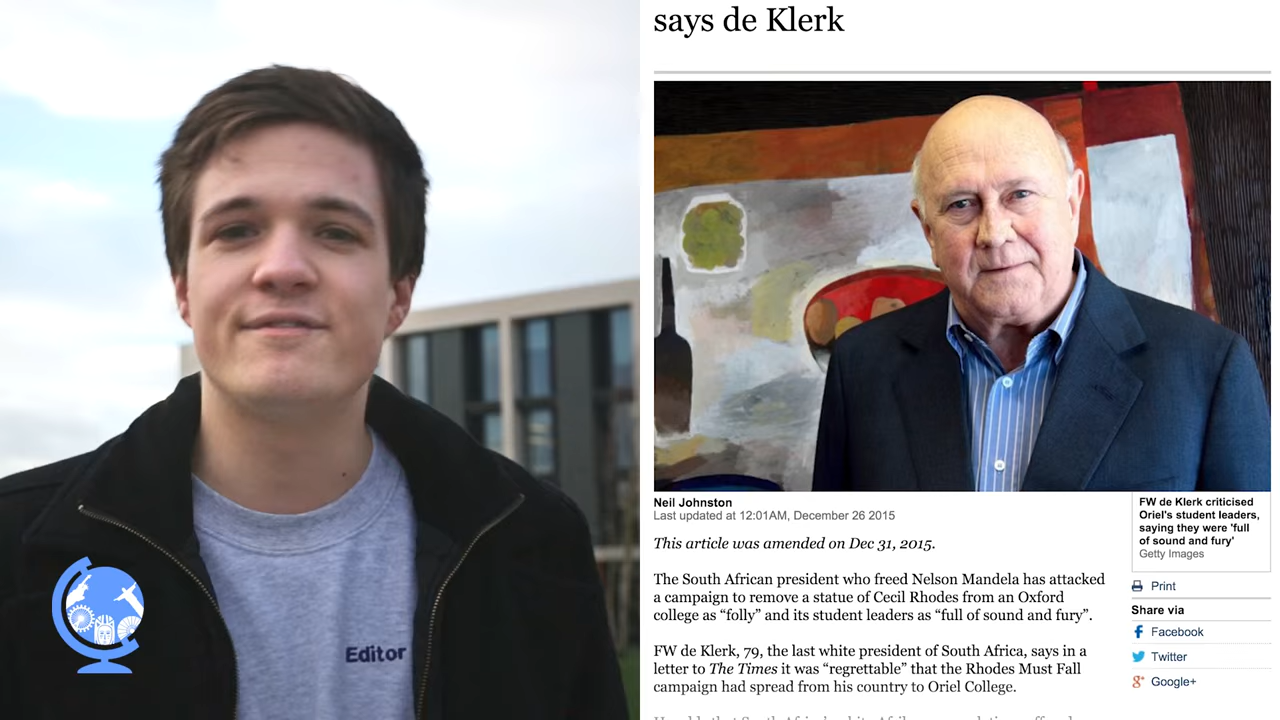 Editor
says de Klerk
Neil Johnston
Last updated at 12:01AM, December 26 2015
This article was amended on Dec 31, 2015.
The South African president who freed Nelson Mandela has attacked
a campaign to remove a statue of Cecil Rhodes from an Oxford
college as “folly” and its student leaders as “full of sound and fury”.
FW de Klerk, 79, the last white president of South Africa, says in a
letter to The Times it was “regrettable” that the Rhodes Must Fall
campaign had spread from his country to Oriel College.
FW de Klerk criticised
Oriel's student leaders,
saying they were 'full
of sound and fury'
Getty Images
Print
Share via
Facebook
Twitter
Google+